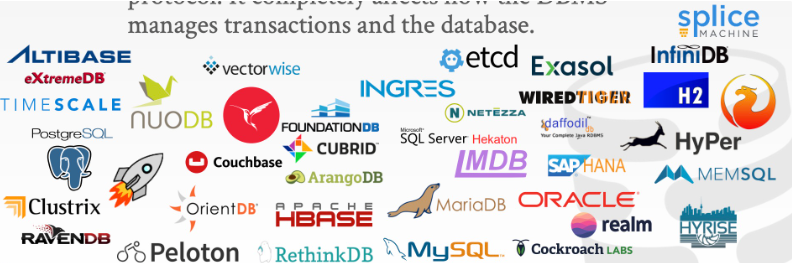 protocol. It completely affects how the DBMS
manages transactions and the database.
splice
MACHINE
ALTIBASE
eXtremeDB
vectorwise
etcd
Exasol
InfiniDB
TIMESCALE
NUODB
INGRES
WIREDTIGER
H2
FOUNDATIONDB
NETEZZA
daffodil db
Your Complete Java RDBMS
PostgreSQL
CUBRID
Microsoft
SQL Server Hekaton
HyPer
Couchbase
ArangoDB
LMDB
SAP HANA
MEMSQL
Clustrix
OrientDB
APACHE
HBASE
MariaDB
ORACLE
realm
HYRISE
RAVENDB
Peloton
RethinkDB
MySQL
Cockroach LABS